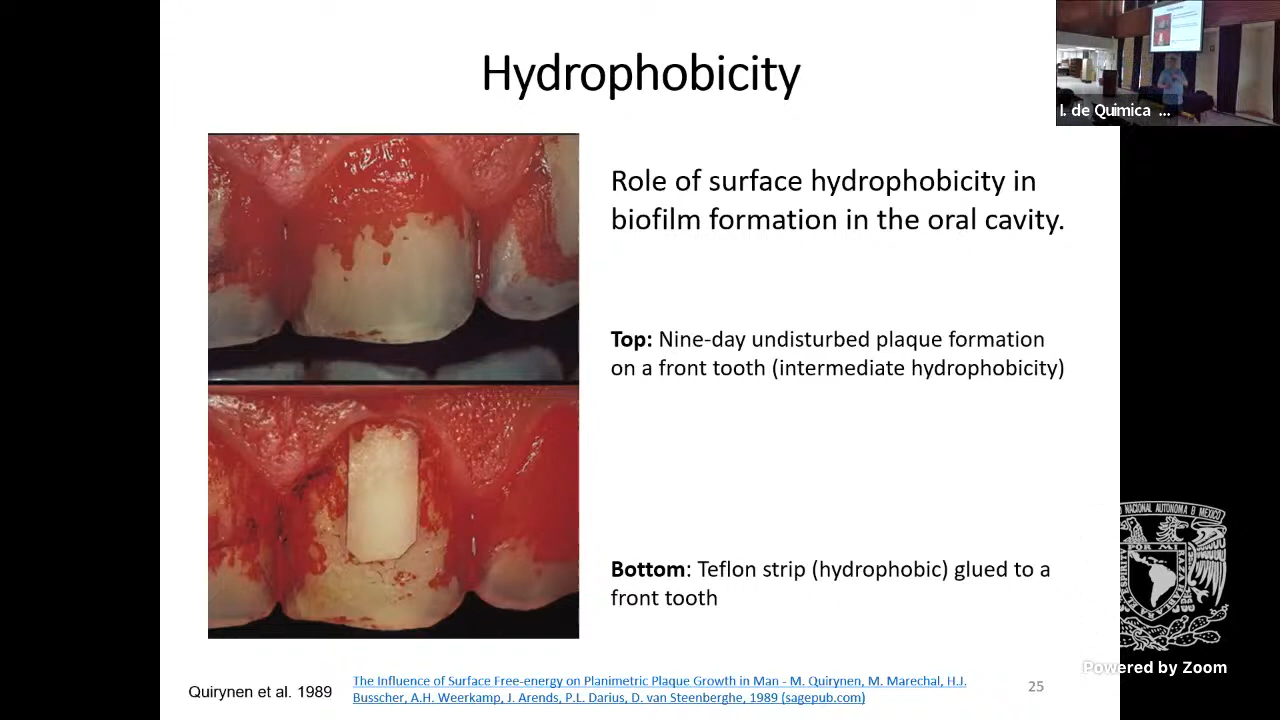 Hydrophobicity
I. de Quimica ...
Role of surface hydrophobicity in
biofilm formation in the oral cavity.
Top: Nine-day undisturbed plaque formation
on a front tooth (intermediate hydrophobicity)
Bottom: Teflon strip (hydrophobic) glued to a
front tooth
NACIONAL AUTONOMA
Powered by Zoom
Quirynen et al. 1989
The Influence of Surface Free-energy on Planimetric Plaque Growth in Man - M. Quirynen, M. Marechal, H.J.
Busscher, A.H. Weerkamp, J. Arends, P.L. Darius, D. van Steenberghe, 1989 (sagepub.com)
25